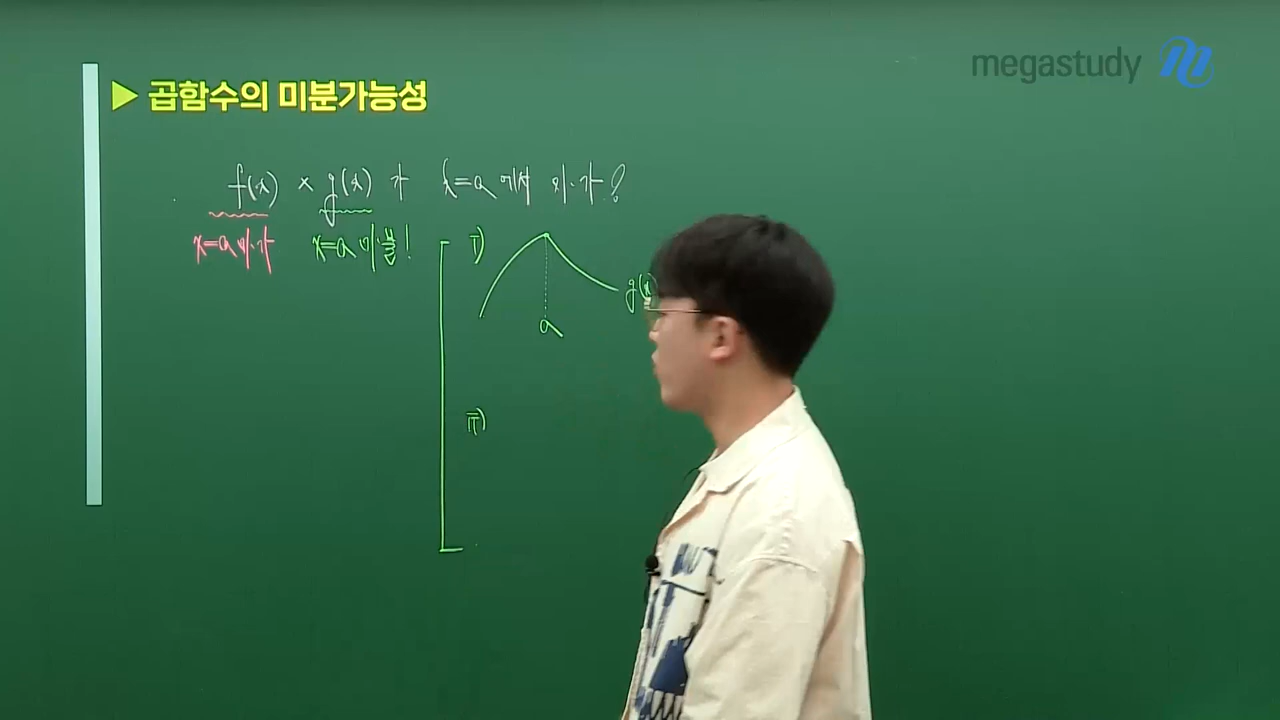 megastudy
▶ 곱함수의 미분가능성
f(x) × g(x) 가 x=a 에서 미·가?
x=a 미·가 x=a 미·불!
i)
g(x)
a
ii)